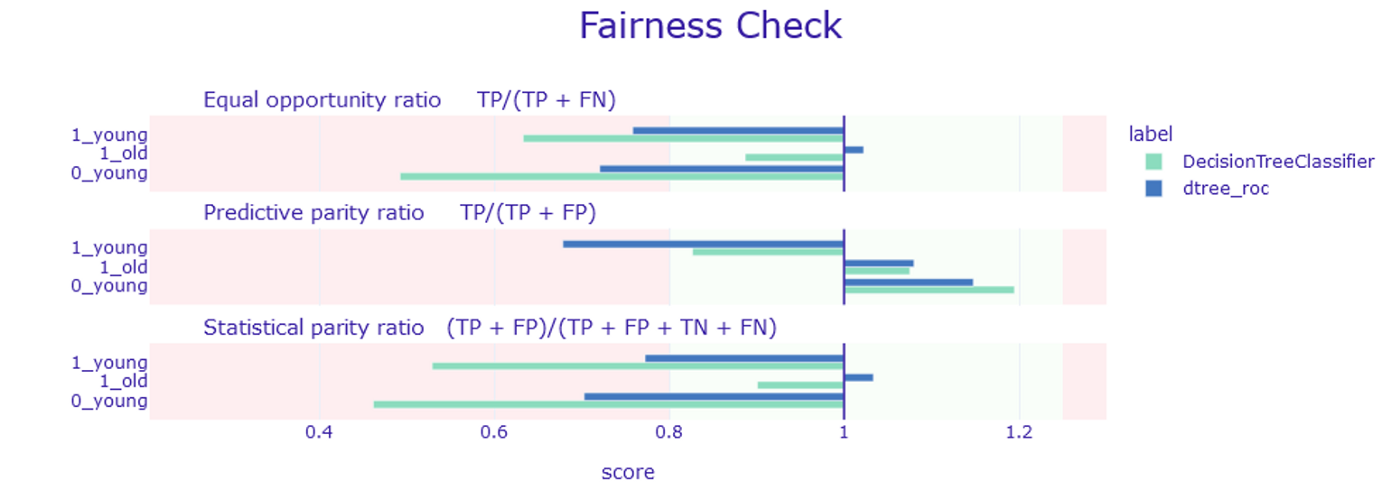 Fairness Check
Equal opportunity ratio TP/(TP + FN)
1_young
1_old
0_young
label
DecisionTreeClassifier
dtree_roc
Predictive parity ratio TP/(TP + FP)
1_young
1_old
0_young
Statistical parity ratio (TP + FP)/(TP + FP + TN + FN)
1_young
1_old
0_young
0.4 0.6 0.8 1 1.2
score